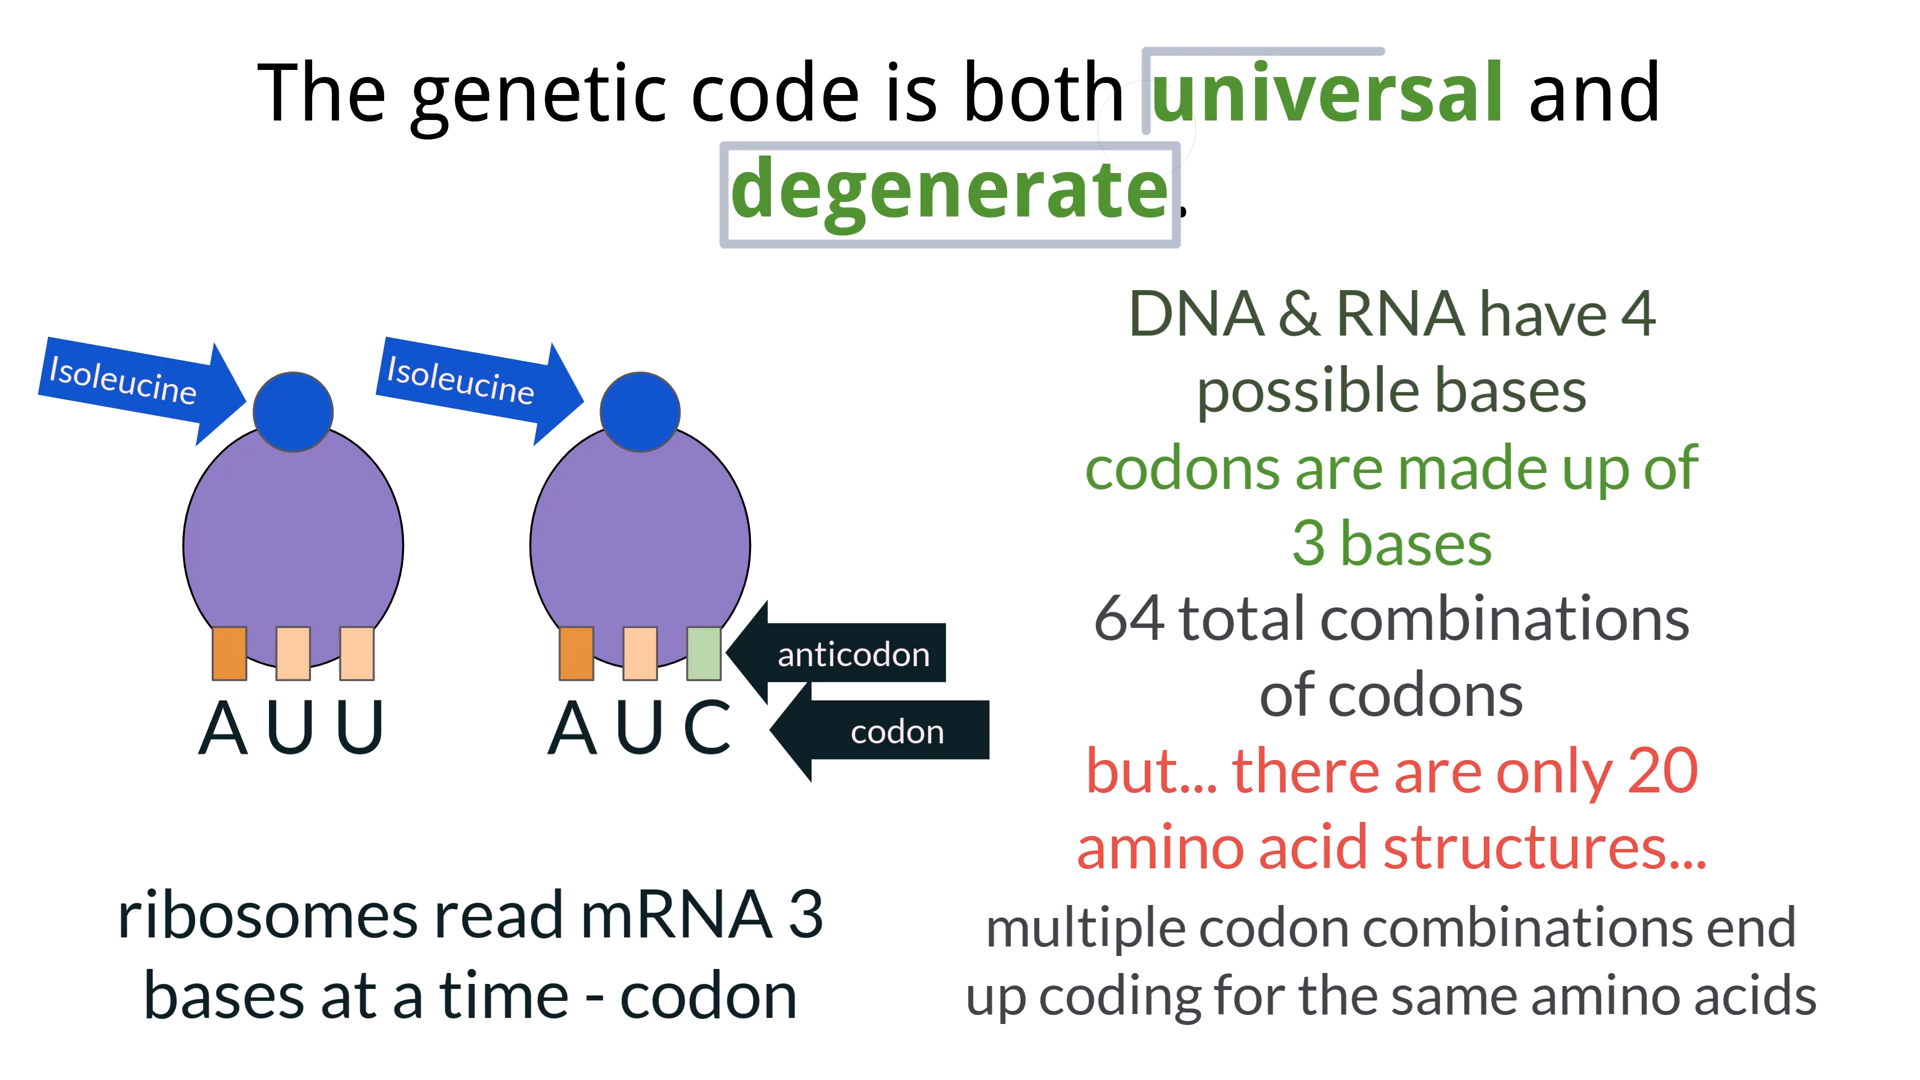 The genetic code is both universal and
degenerate.
Isoleucine
Isoleucine
anticodon
A U U
A U C
codon
ribosomes read mRNA 3
bases at a time - codon
DNA & RNA have 4
possible bases
codons are made up of
3 bases
64 total combinations
of codons
but... there are only 20
amino acid structures...
multiple codon combinations end
up coding for the same amino acids